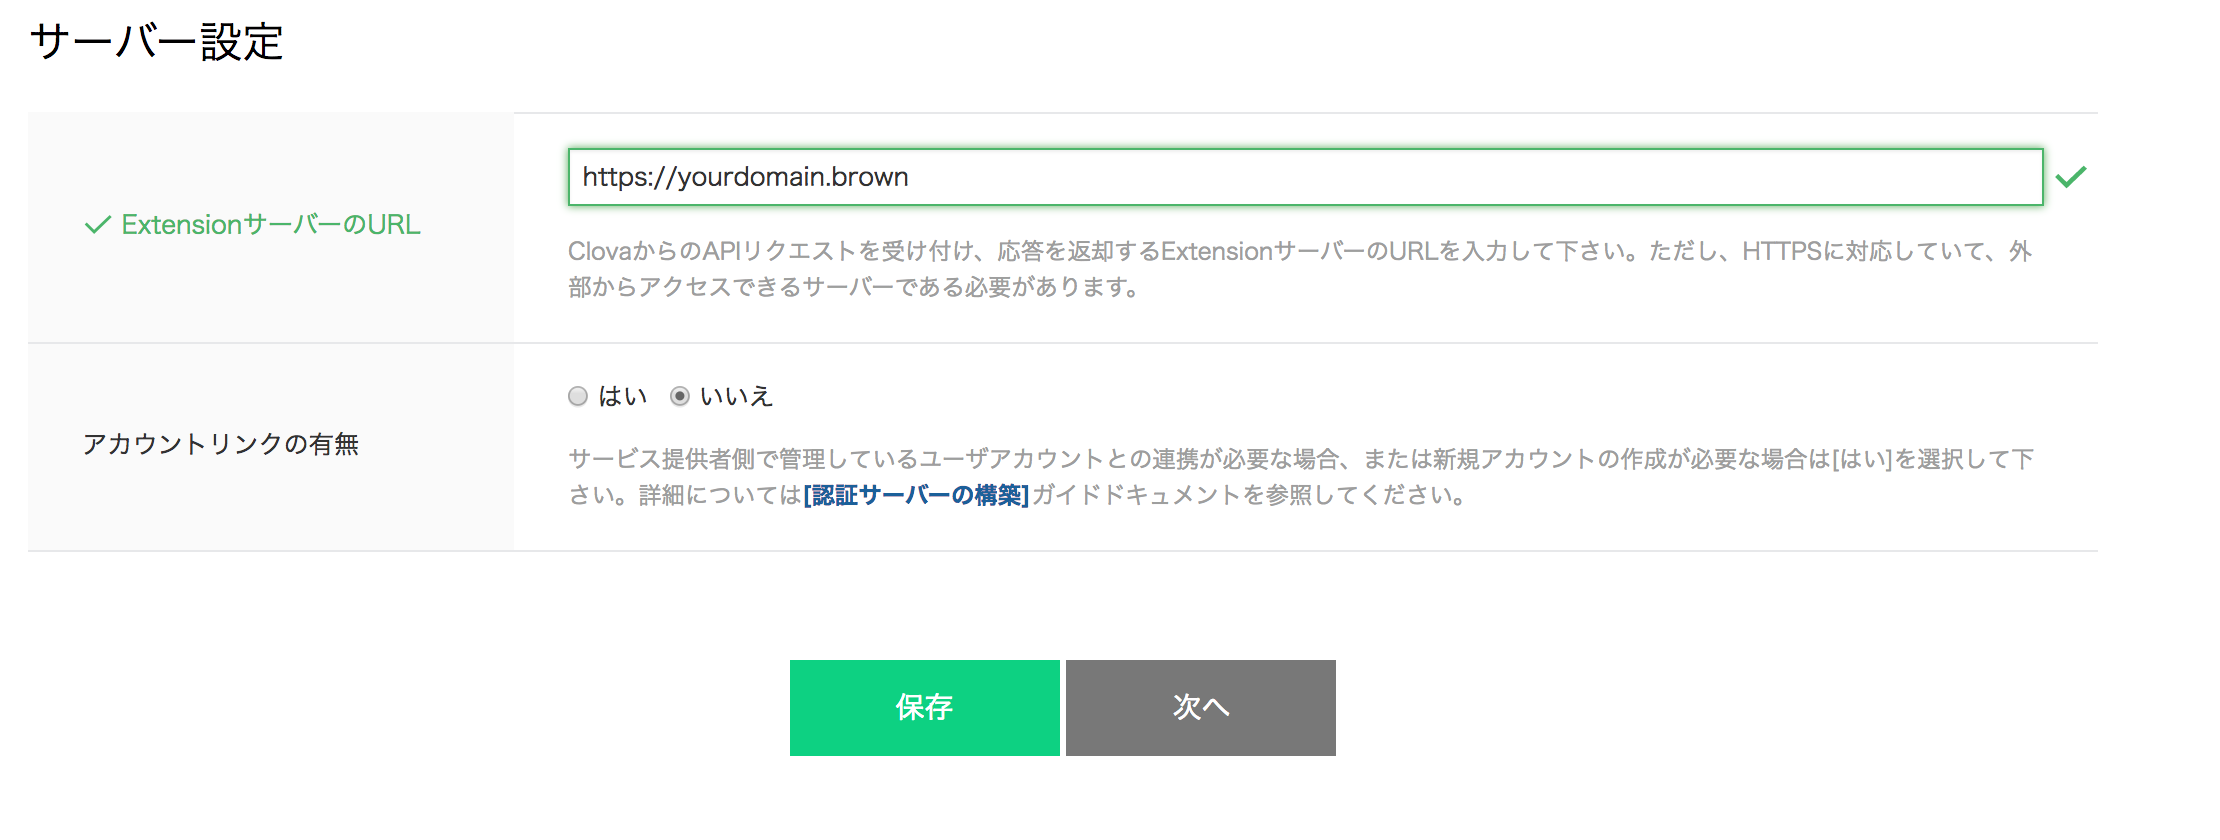 サーバー設定
ExtensionサーバーのURL
https://yourdomain.brown
ClovaからのAPIリクエストを受け付け、応答を返却するExtensionサーバーのURLを入力して下さい。ただし、HTTPSに対応していて、外
部からアクセスできるサーバーである必要があります。
アカウントリンクの有無
はい いいえ
サービス提供者側で管理しているユーザアカウントとの連携が必要な場合、または新規アカウントの作成が必要な場合は[はい]を選択して下
さい。詳細については[認証サーバーの構築]ガイドドキュメントを参照してください。
保存 次へ